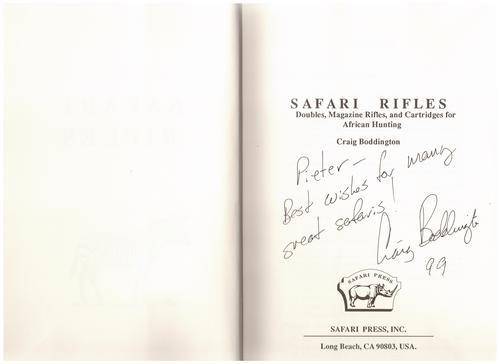 SAFARI RIFLES
Doubles, Magazine Rifles, and Cartridges for
African Hunting
Craig Boddington
Pieter —
Best wishes for many
great safaris!
Craig Boddington
99
SAFARI PRESS
SAFARI PRESS, INC.
Long Beach, CA 90803, USA.